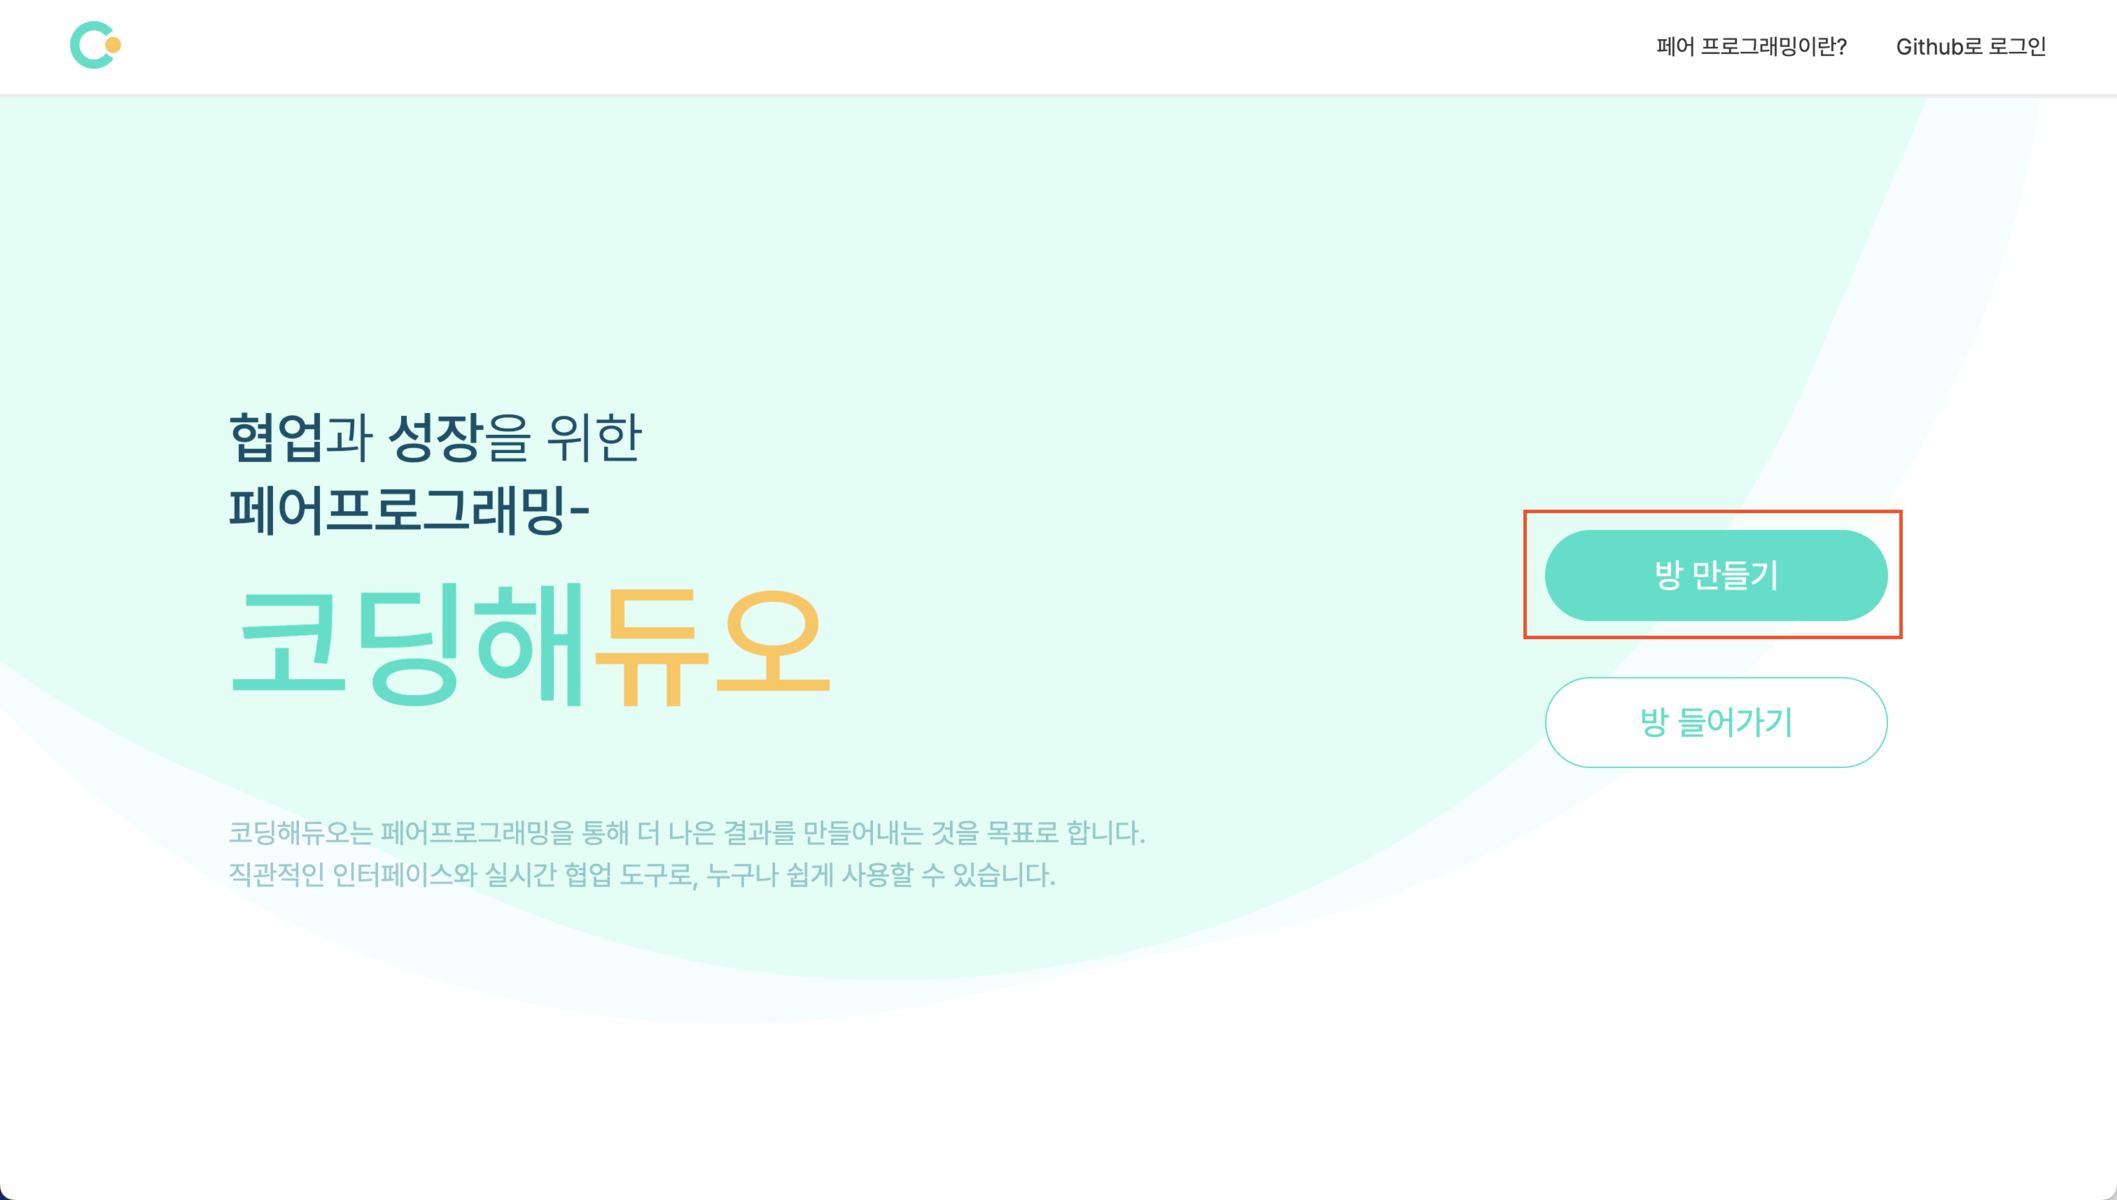 페어 프로그래밍이란?
Github로 로그인
협업과 성장을 위한
페어프로그래밍-
코딩해듀오
방 만들기
방 들어가기
코딩해듀오는 페어프로그래밍을 통해 더 나은 결과를 만들어내는 것을 목표로 합니다.
직관적인 인터페이스와 실시간 협업 도구로, 누구나 쉽게 사용할 수 있습니다.